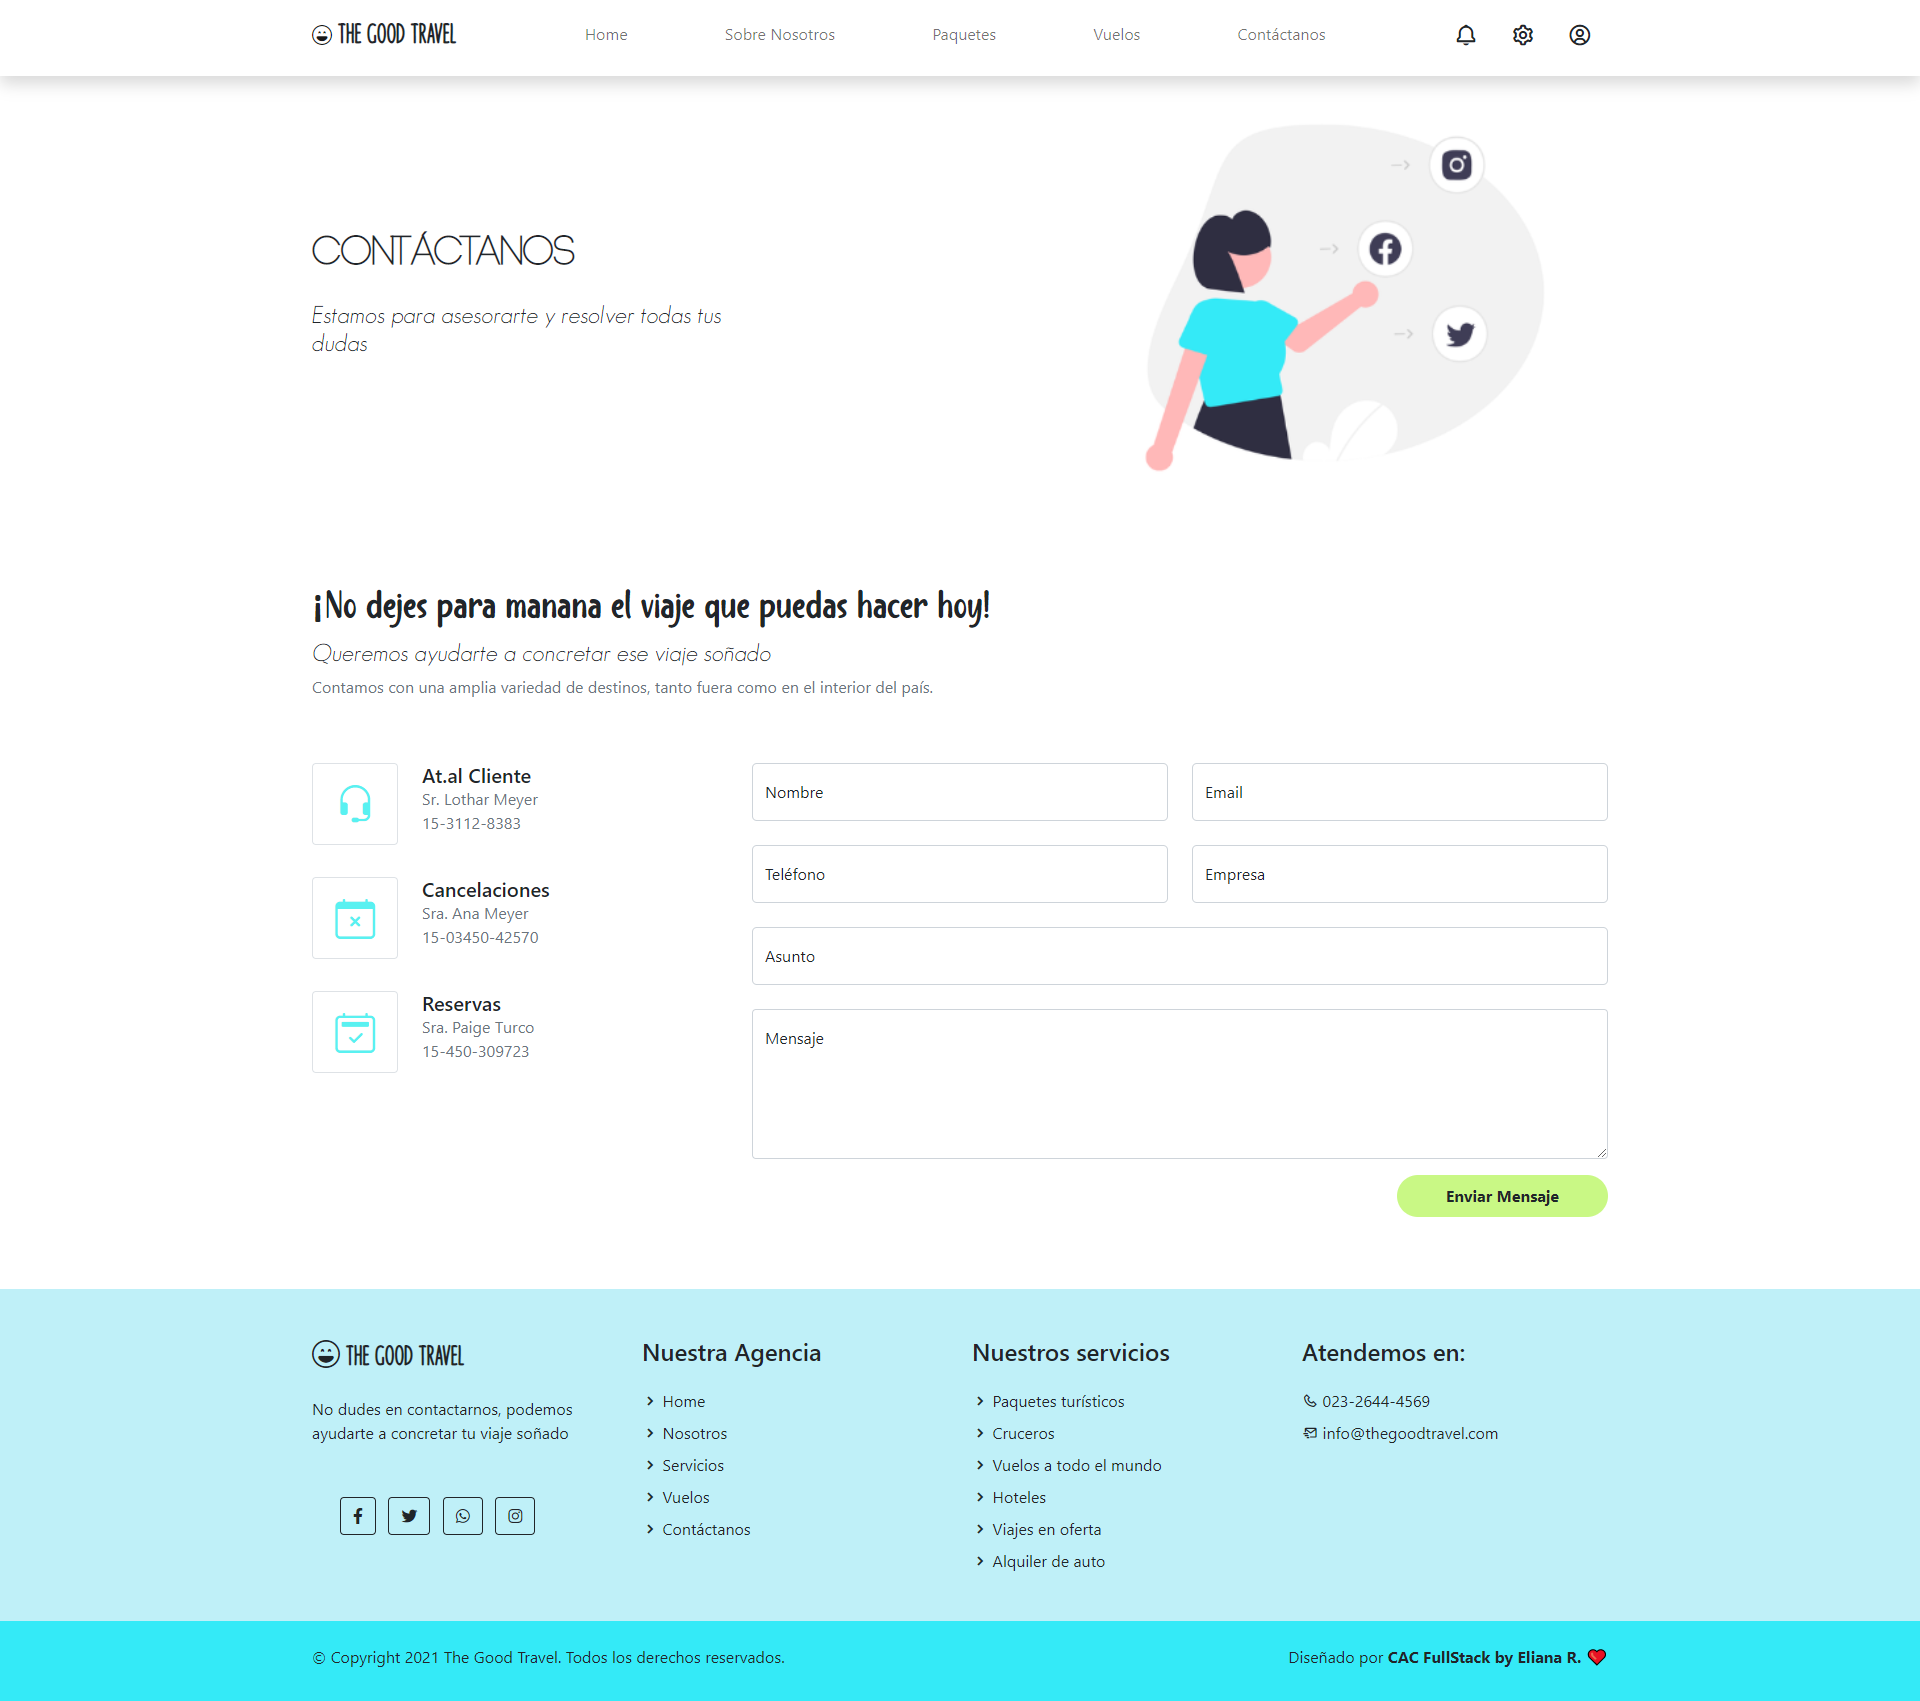 THE GOOD TRAVEL
Home
Sobre Nosotros
Paquetes
Vuelos
Contáctanos
CONTÁCTANOS
Estamos para asesorarte y resolver todas tus
dudas
¡No dejes para manana el viaje que puedas hacer hoy!
Queremos ayudarte a concretar ese viaje soñado
Contamos con una amplia variedad de destinos, tanto fuera como en el interior del país.
At.al Cliente
Sr. Lothar Meyer
15-3112-8383
Cancelaciones
Sra. Ana Meyer
15-03450-42570
Reservas
Sra. Paige Turco
15-450-309723
Nombre
Email
Teléfono
Empresa
Asunto
Mensaje
Enviar Mensaje
THE GOOD TRAVEL
No dudes en contactarnos, podemos
ayudarte a concretar tu viaje soñado
Nuestra Agencia
Home
Nosotros
Servicios
Vuelos
Contáctanos
Nuestros servicios
Paquetes turísticos
Cruceros
Vuelos a todo el mundo
Hoteles
Viajes en oferta
Alquiler de auto
Atendemos en:
023-2644-4569
info@thegoodtravel.com
© Copyright 2021 The Good Travel. Todos los derechos reservados.
Diseñado por CAC FullStack by Eliana R.